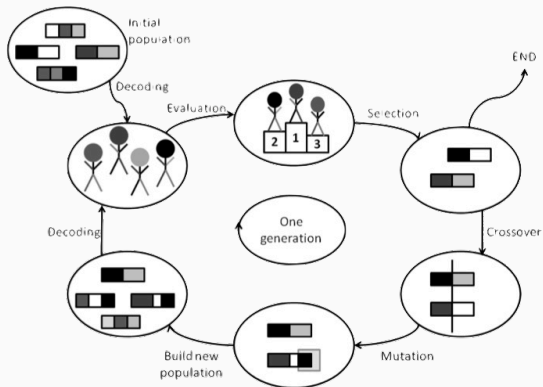 Initial
population
Decoding
END
Evaluation
2 1 3
Selection
One
generation
Decoding
Crossover
Build new
population
Mutation